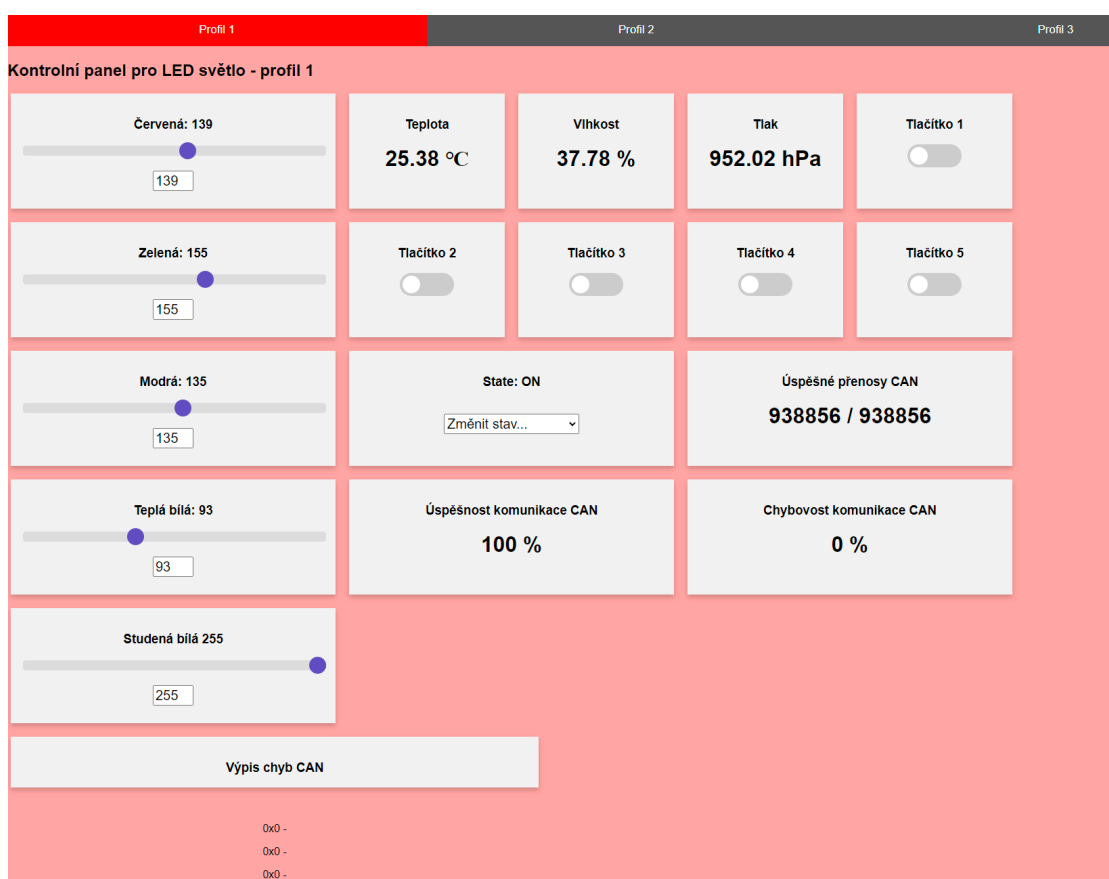 Profil 1
Profil 2
Profil 3
Kontrolní panel pro LED světlo - profil 1
Červená: 139
139
Teplota
25.38 °C
Vlhkost
37.78 %
Tlak
952.02 hPa
Tlačítko 1
Zelená: 155
155
Tlačítko 2
Tlačítko 3
Tlačítko 4
Tlačítko 5
Modrá: 135
135
State: ON
Změnit stav...
Úspěšné přenosy CAN
938856 / 938856
Teplá bílá: 93
93
Úspěšnost komunikace CAN
100 %
Chybovost komunikace CAN
0 %
Studená bílá 255
255
Výpis chyb CAN
0x0 -
0x0 -
0x0 -